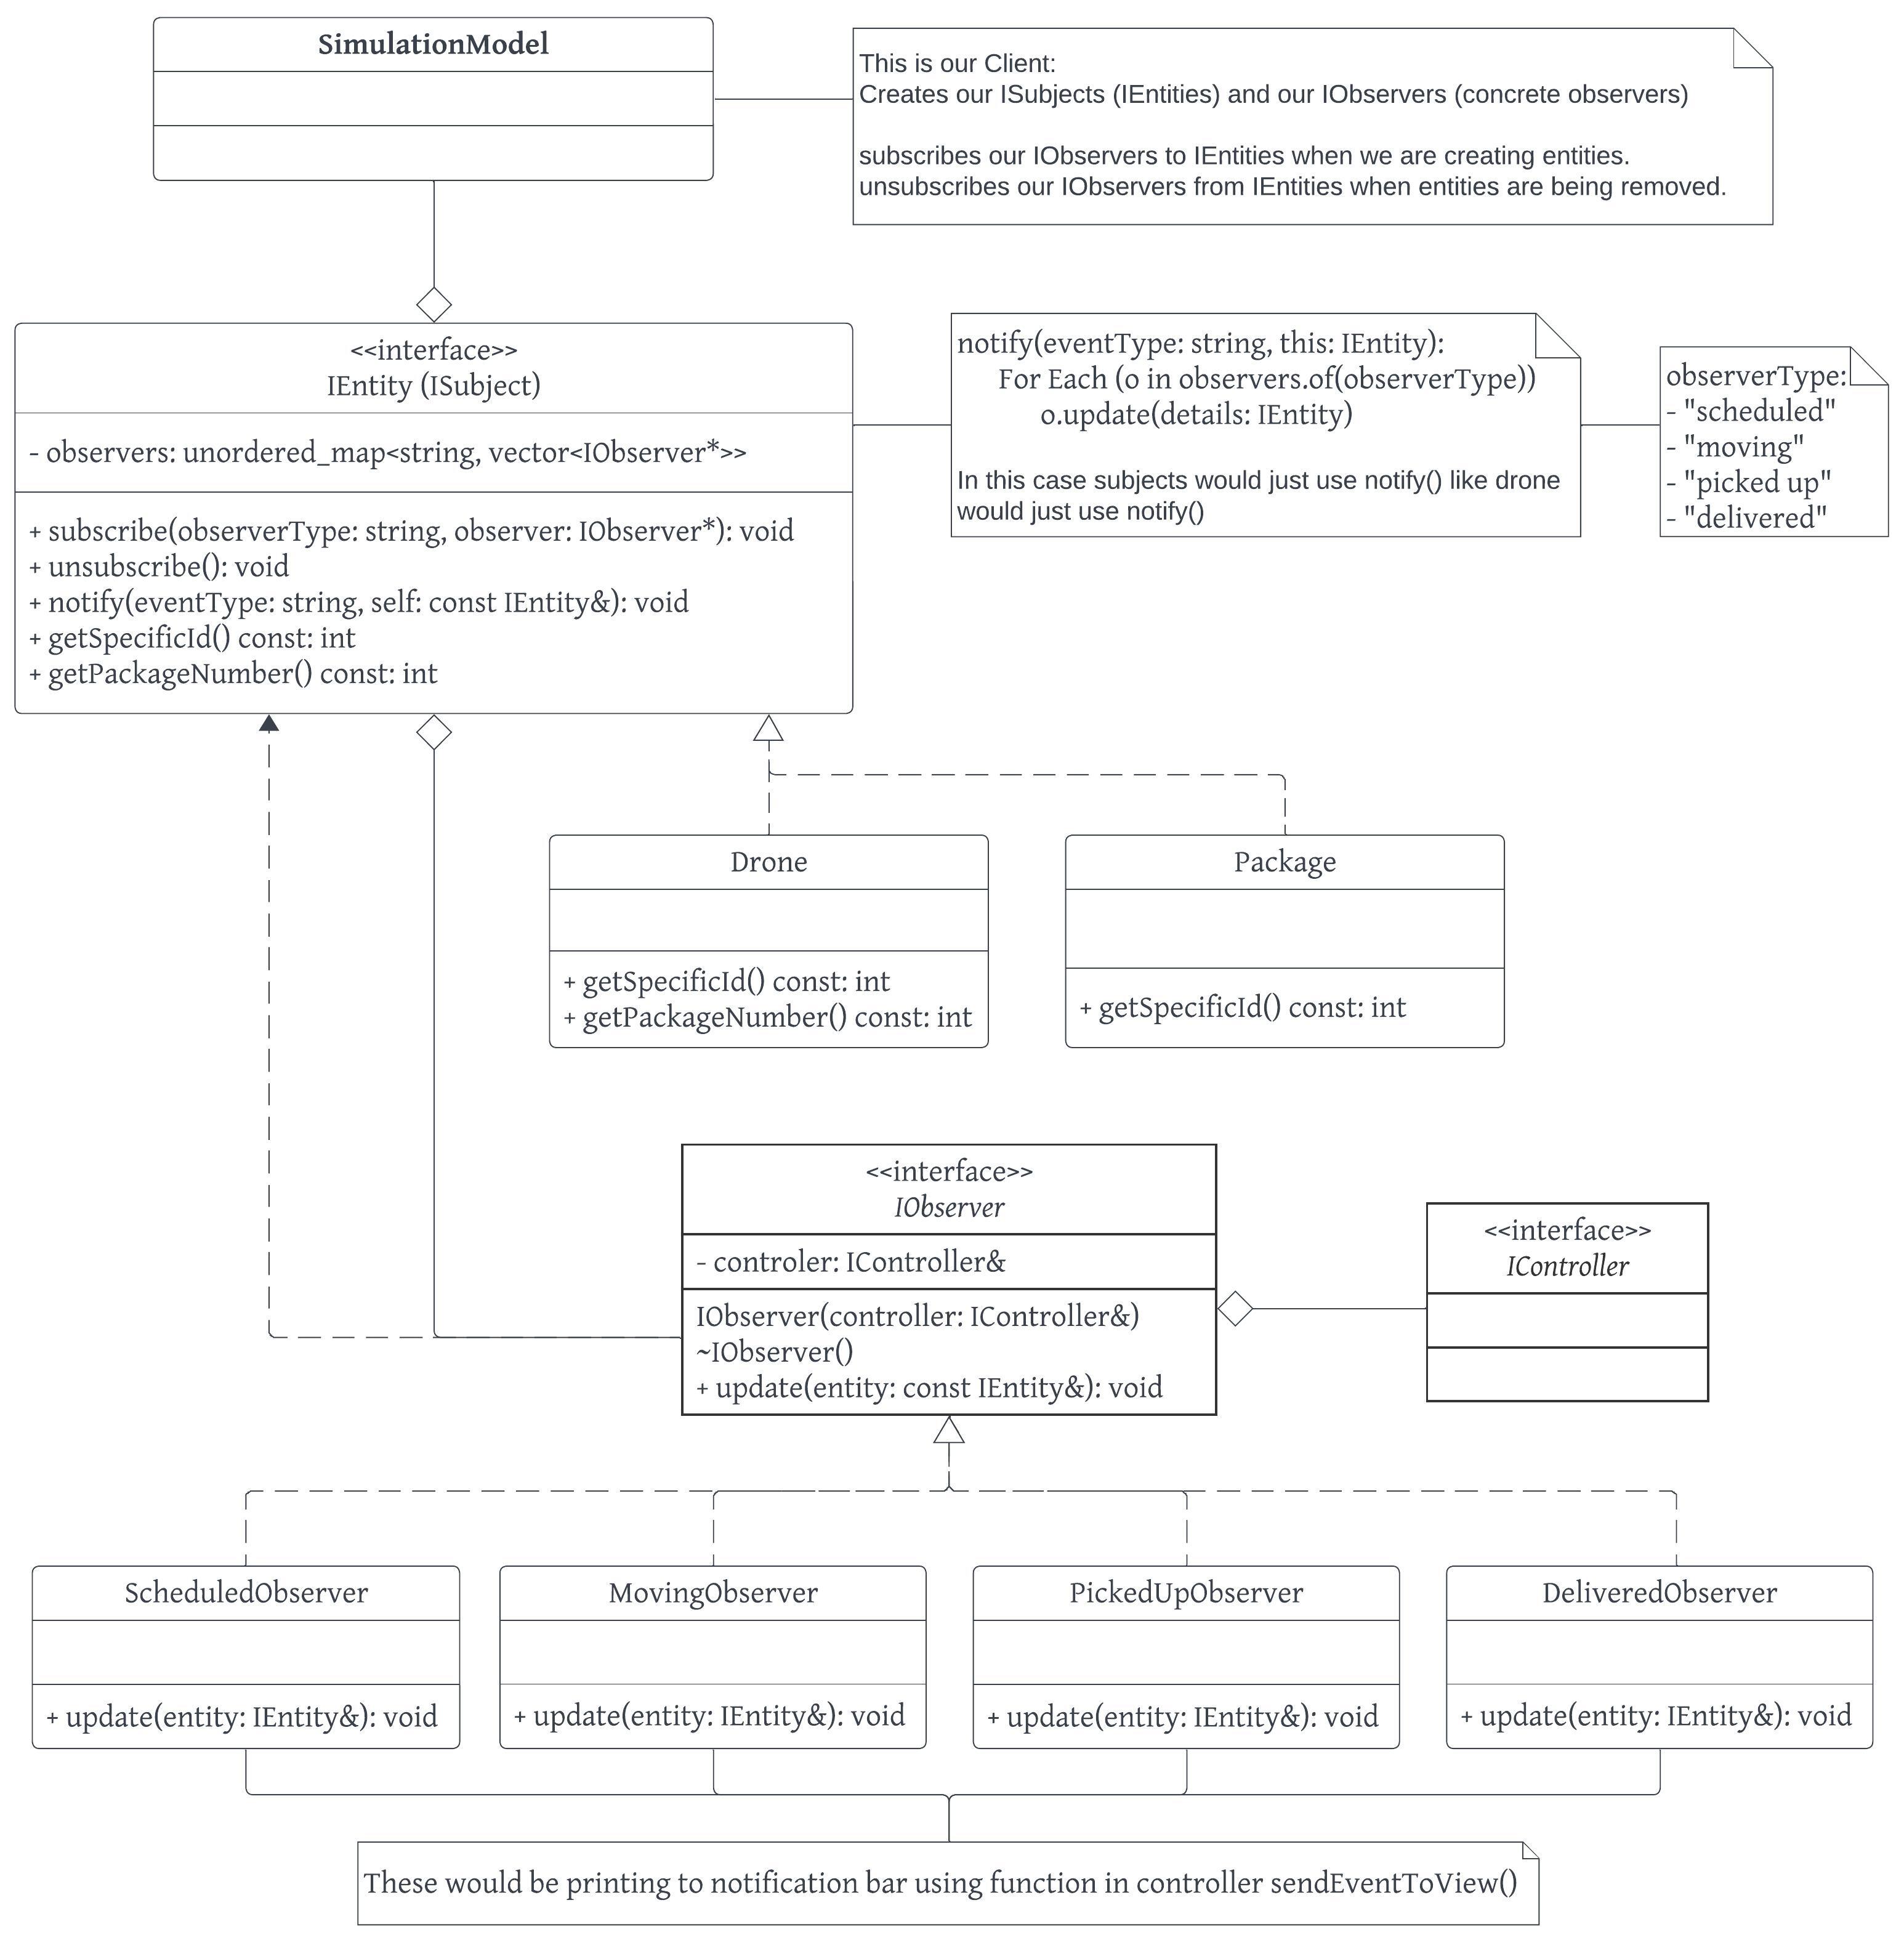 SimulationModel
This is our Client:
Creates our ISubjects (IEntities) and our IObservers (concrete observers)
subscribes our IObservers to IEntities when we are creating entities.
unsubscribes our IObservers from IEntities when entities are being removed.
<<interface>>
IEntity (ISubject)
- observers: unordered_map<string, vector<IObserver*>>
+ subscribe(observerType: string, observer: IObserver*): void
+ unsubscribe(): void
+ notify(eventType: string, self: const IEntity&): void
+ getSpecificId() const: int
+ getPackageNumber() const: int
notify(eventType: string, this: IEntity):
For Each (o in observers.of(observerType))
o.update(details: IEntity)
In this case subjects would just use notify() like drone
would just use notify()
observerType:
- "scheduled"
- "moving"
- "picked up"
- "delivered"
Drone
+ getSpecificId() const: int
+ getPackageNumber() const: int
Package
+ getSpecificId() const: int
<<interface>>
IObserver
- controler: IController&
IObserver(controller: IController&)
~IObserver()
+ update(entity: const IEntity&): void
<<interface>>
IController
ScheduledObserver
+ update(entity: IEntity&): void
MovingObserver
+ update(entity: IEntity&): void
PickedUpObserver
+ update(entity: IEntity&): void
DeliveredObserver
+ update(entity: IEntity&): void
These would be printing to notification bar using function in controller sendEventToView()